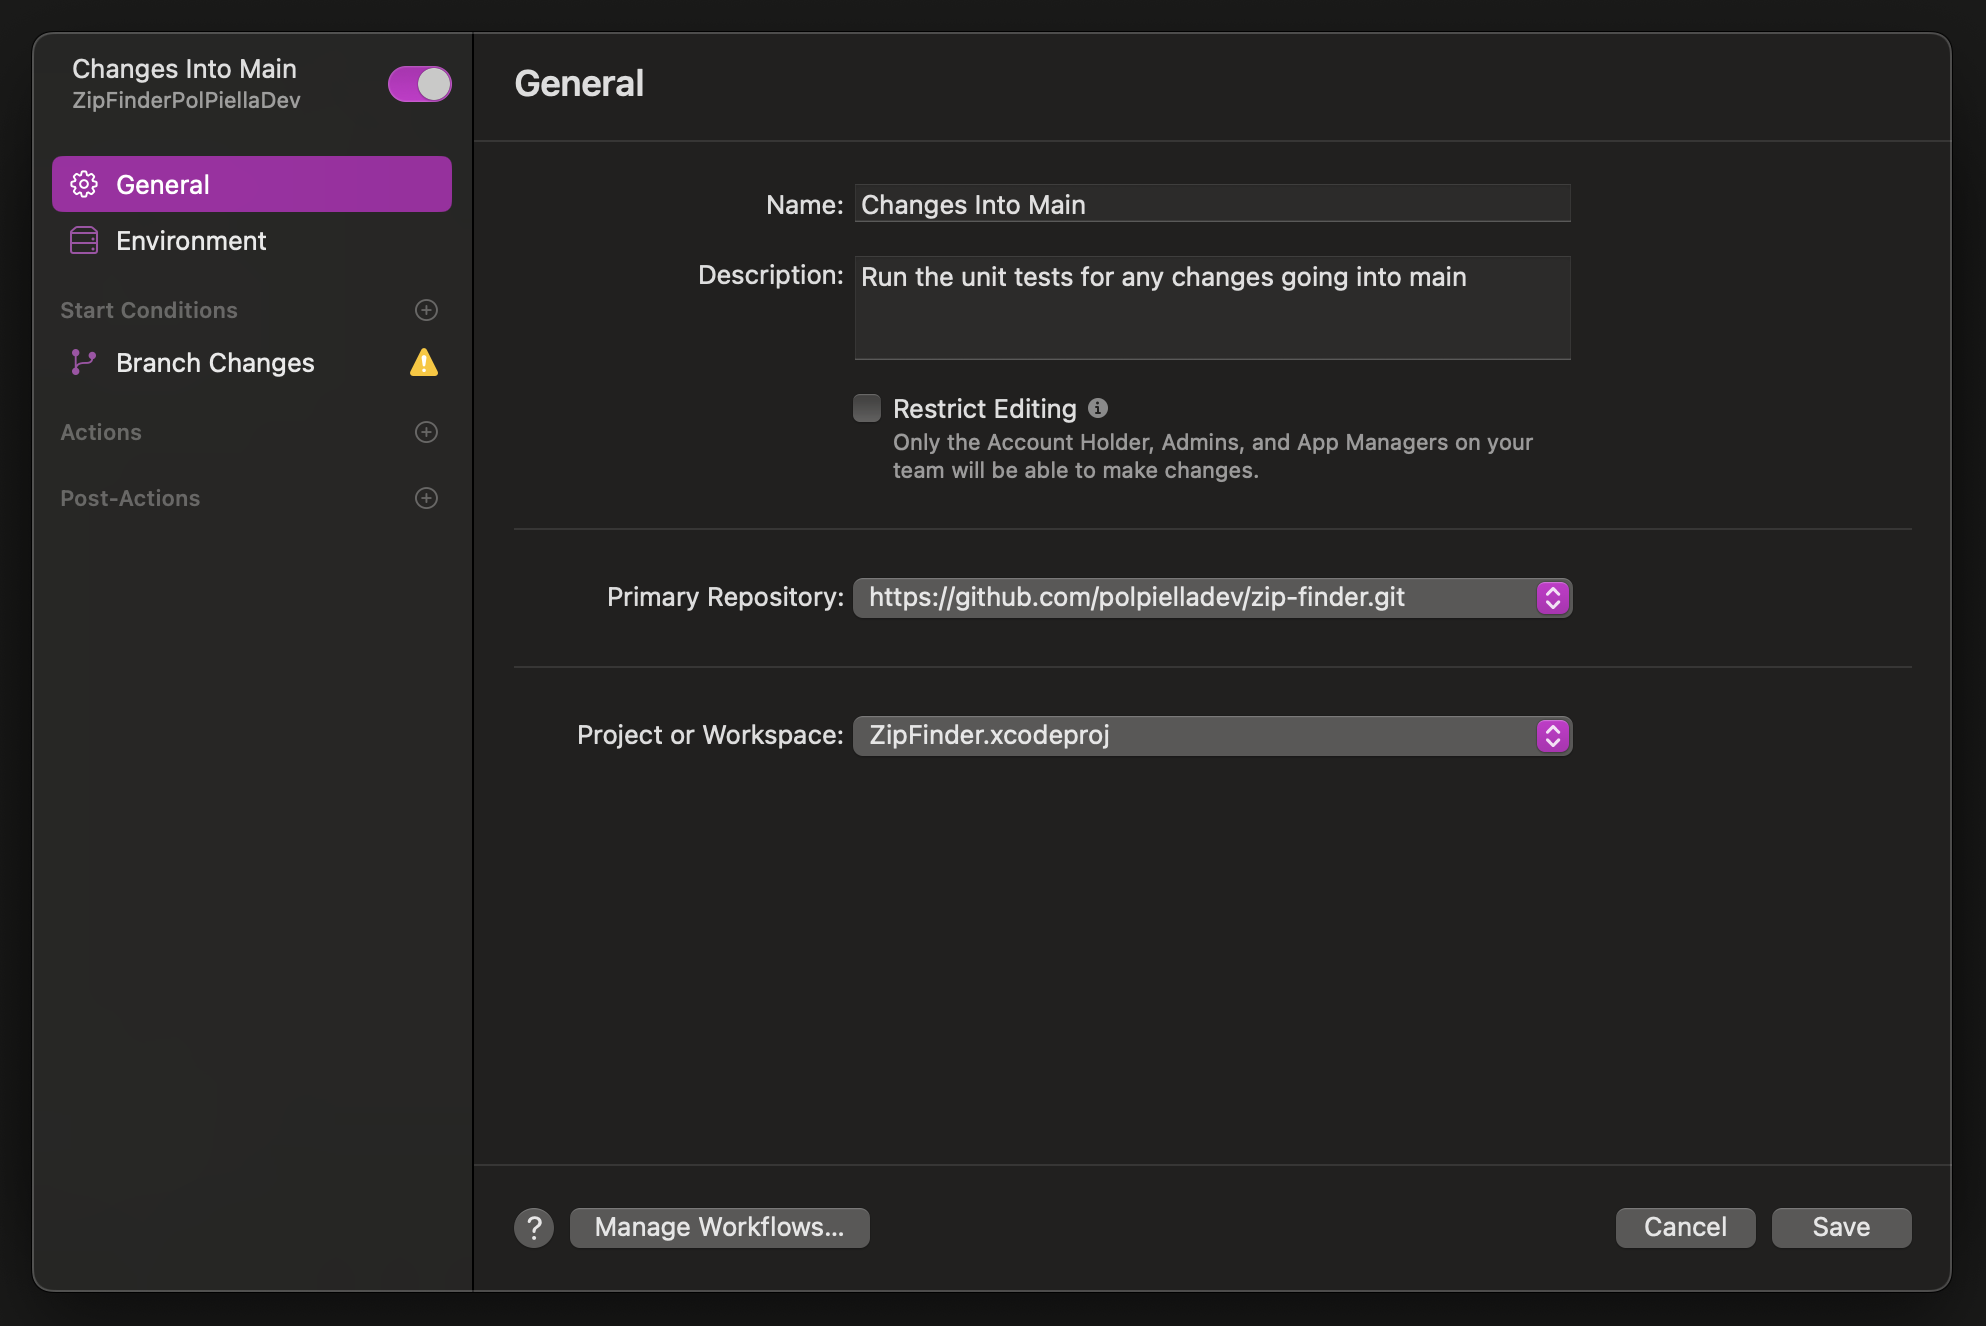 Changes Into Main
ZipFinderPolPiellaDev
General
Environment
Start Conditions
Branch Changes
Actions
Post-Actions
General
Name: Changes Into Main
Description: Run the unit tests for any changes going into main
Restrict Editing
Only the Account Holder, Admins, and App Managers on your
team will be able to make changes.
Primary Repository: https://github.com/polpielladev/zip-finder.git
Project or Workspace: ZipFinder.xcodeproj
? Manage Workflows... Cancel Save